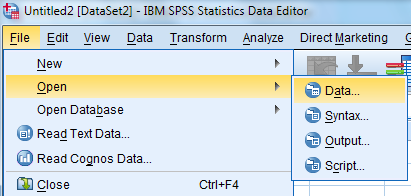 Untitled2 [DataSet2] - IBM SPSS Statistics Data Editor
File Edit View Data Transform Analyze Direct Marketing
New
Open
Open Database
Read Text Data...
Read Cognos Data...
Close Ctrl+F4
Data...
Syntax...
Output...
Script...